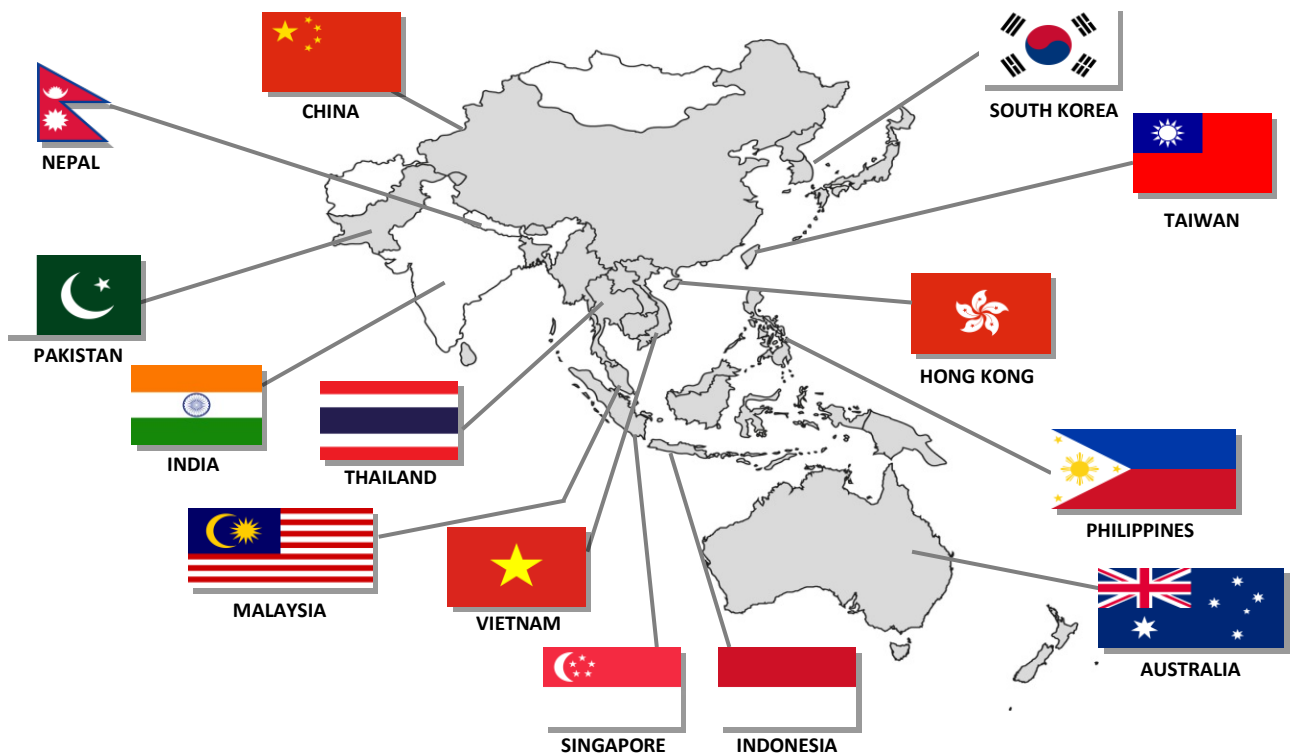 CHINA
SOUTH KOREA
NEPAL
TAIWAN
PAKISTAN
HONG KONG
INDIA
THAILAND
PHILIPPINES
MALAYSIA
VIETNAM
AUSTRALIA
SINGAPORE
INDONESIA